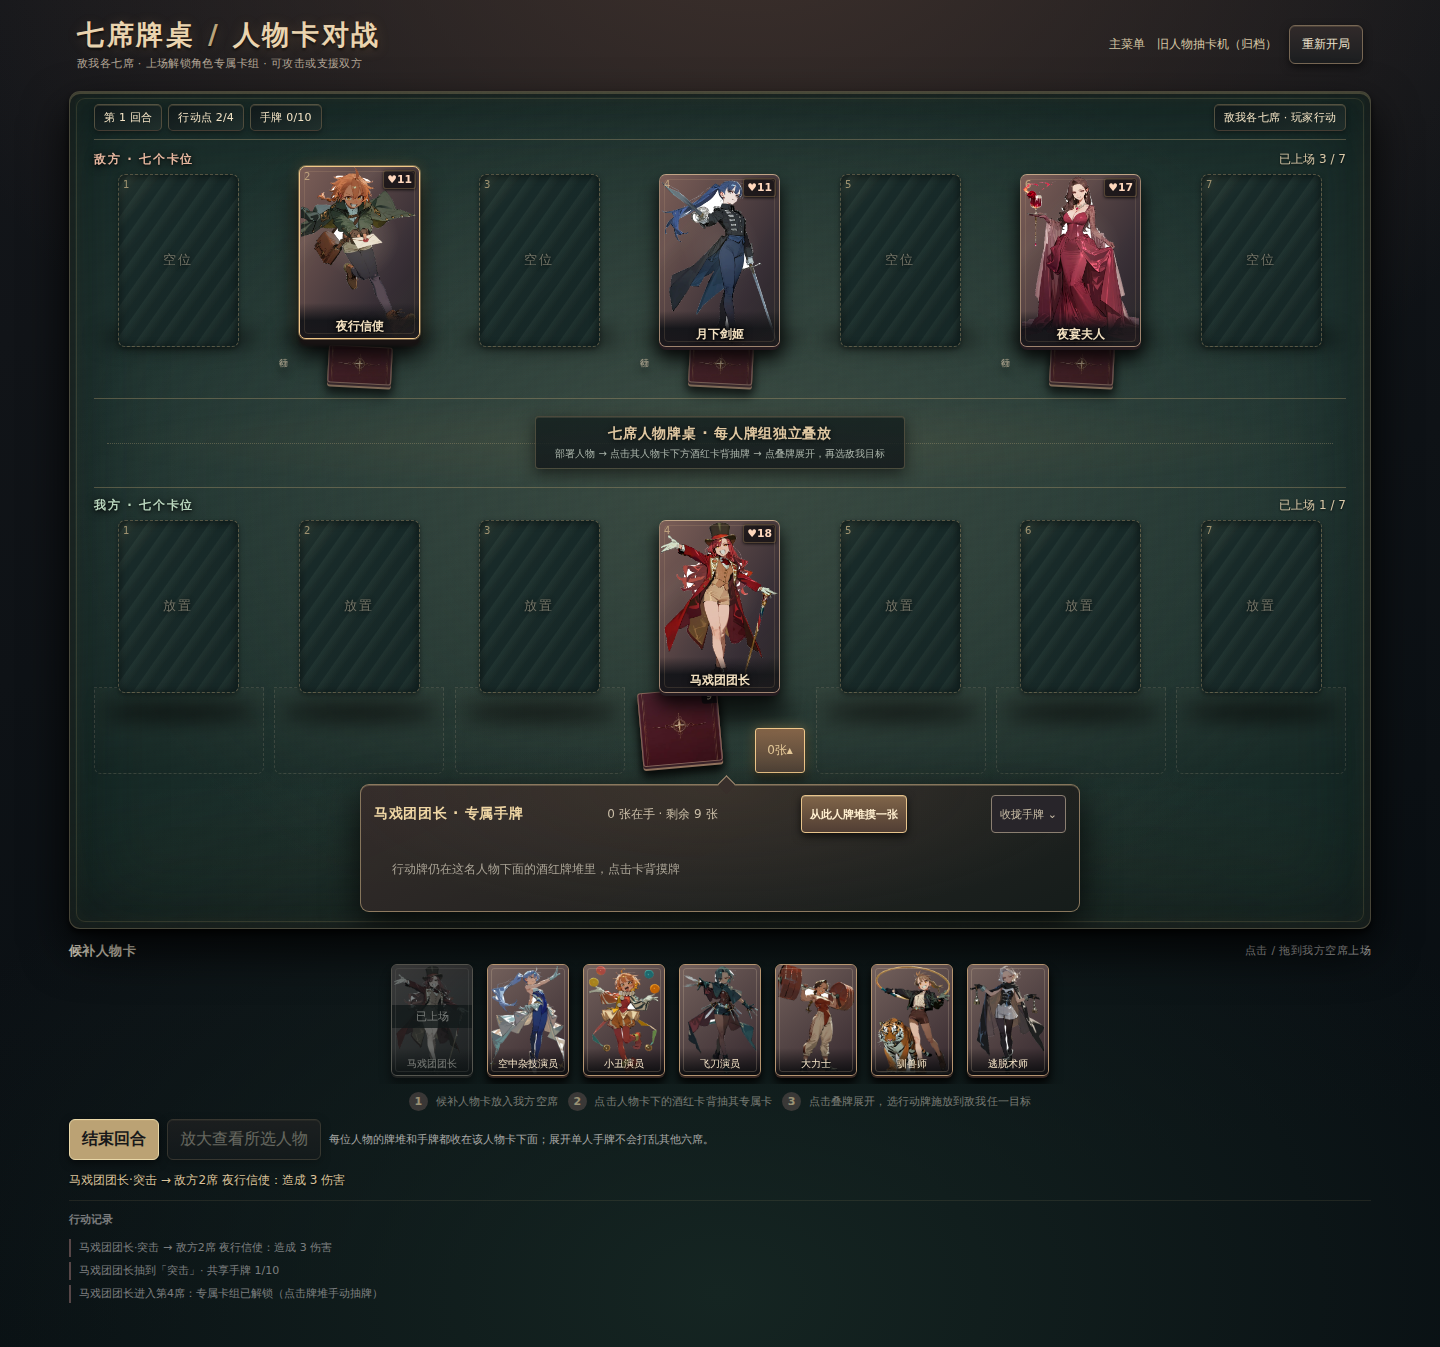 七席牌桌 / 人物卡对战
敌我各七席 · 上场解锁角色专属卡组 · 可攻击或支援双方
主菜单 旧人物抽卡机（归档） 重新开局
第 1 回合 行动点 2/4 手牌 0/10 敌我各七席 · 玩家行动
敌方 · 七个卡位 已上场 3 / 7
1 空位
2 ♥11 夜行信使
3 空位
4 ♥11 月下剑姬
5 空位
6 ♥17 夜宴夫人
7 空位
七席人物牌桌 · 每人牌组独立叠放
部署人物 → 点击其人物卡下方酒红卡背抽牌 → 点叠牌展开，再选敌我目标
我方 · 七个卡位 已上场 1 / 7
1 放置
2 放置
3 放置
4 ♥18 马戏团团长
5 放置
6 放置
7 放置
0张▴
马戏团团长 · 专属手牌 0 张在手 · 剩余 9 张 从此人牌堆摸一张 收拢手牌 ⌄
行动牌仍在这名人物下面的酒红牌堆里，点击卡背摸牌
候补人物卡 点击 / 拖到我方空席上场
已上场
马戏团团长 空中杂技演员 小丑演员 飞刀演员 大力士 驯兽师 逃脱术师
1 候补人物卡放入我方空席 2 点击人物卡下的酒红卡背抽其专属卡 3 点击叠牌展开，选行动牌施放到敌我任一目标
结束回合 放大查看所选人物 每位人物的牌堆和手牌都收在该人物卡下面；展开单人手牌不会打乱其他六席。
马戏团团长·突击 → 敌方2席 夜行信使：造成 3 伤害
行动记录
马戏团团长·突击 → 敌方2席 夜行信使：造成 3 伤害
马戏团团长抽到「突击」· 共享手牌 1/10
马戏团团长进入第4席：专属卡组已解锁（点击牌堆手动抽牌）